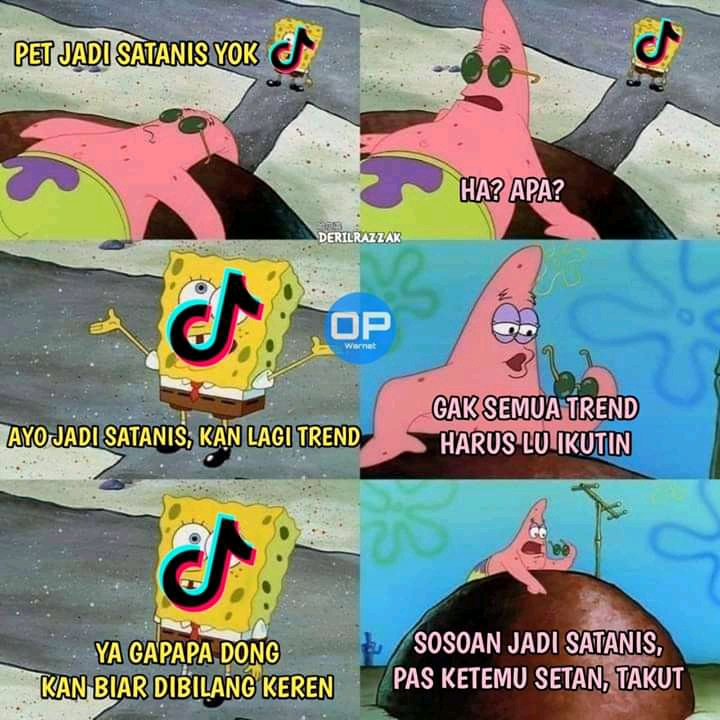 PET JADI SATANIS YOK
HA? APA?
DERILRAZZAK
OP
Warnet
AYO JADI SATANIS, KAN LAGI TREND
GAK SEMUA TREND
HARUS LU IKUTIN
YA GAPAPA DONG
KAN BIAR DIBILANG KEREN
SOSOAN JADI SATANIS,
PAS KETEMU SETAN, TAKUT